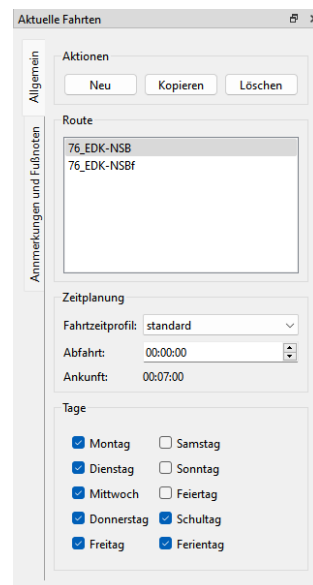 Aktuelle Fahrten
Allgemein
Annmerkungen und Fußnoten
Aktionen
Neu Kopieren Löschen
Route
76_EDK-NSB
76_EDK-NSBf
Zeitplanung
Fahrtzeitprofil: standard
Abfahrt: 00:00:00
Ankunft: 00:07:00
Tage
Montag Samstag
Dienstag Sonntag
Mittwoch Feiertag
Donnerstag Schultag
Freitag Ferientag